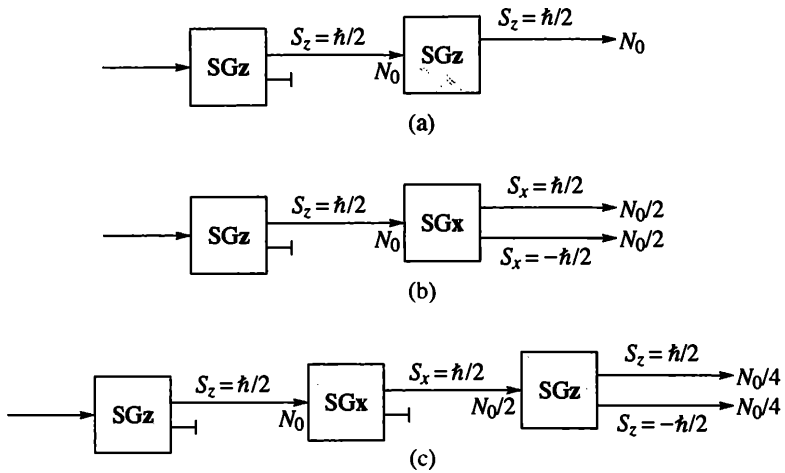 S_z = ℏ/2
S_z = ℏ/2
SGz
N_0
SGz
N_0
(a)
S_z = ℏ/2
S_x = ℏ/2
SGz
N_0
SGx
N_0/2
N_0/2
S_x = −ℏ/2
(b)
S_z = ℏ/2
S_x = ℏ/2
S_z = ℏ/2
SGz
N_0
SGx
N_0/2
SGz
N_0/4
N_0/4
S_z = −ℏ/2
(c)